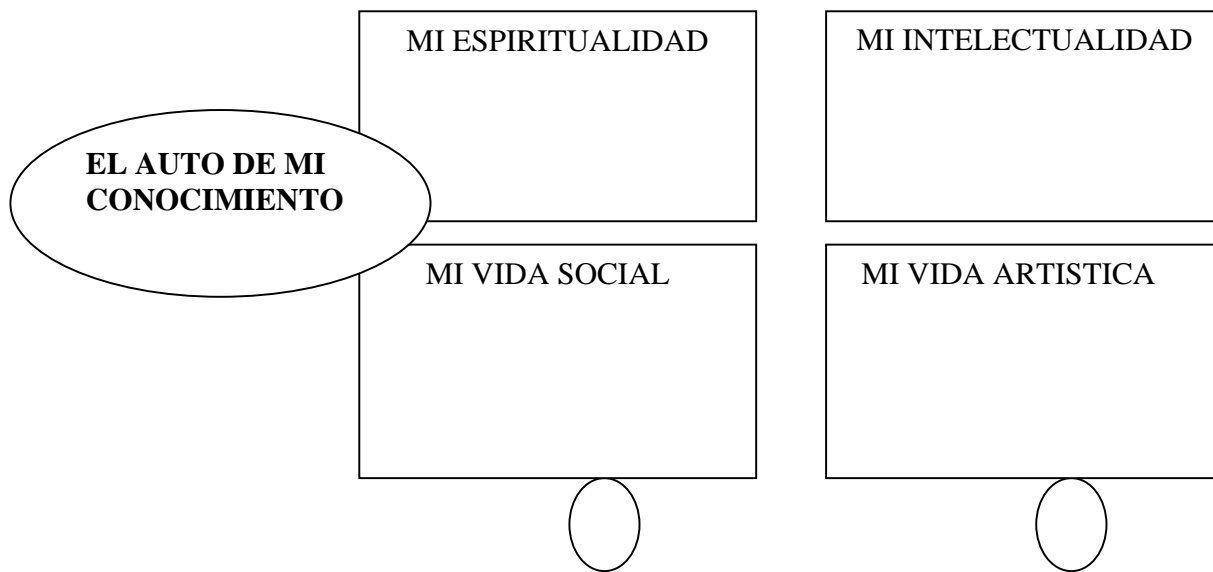 MI ESPIRITUALIDAD
MI INTELECTUALIDAD
EL AUTO DE MI
CONOCIMIENTO
MI VIDA SOCIAL
MI VIDA ARTISTICA